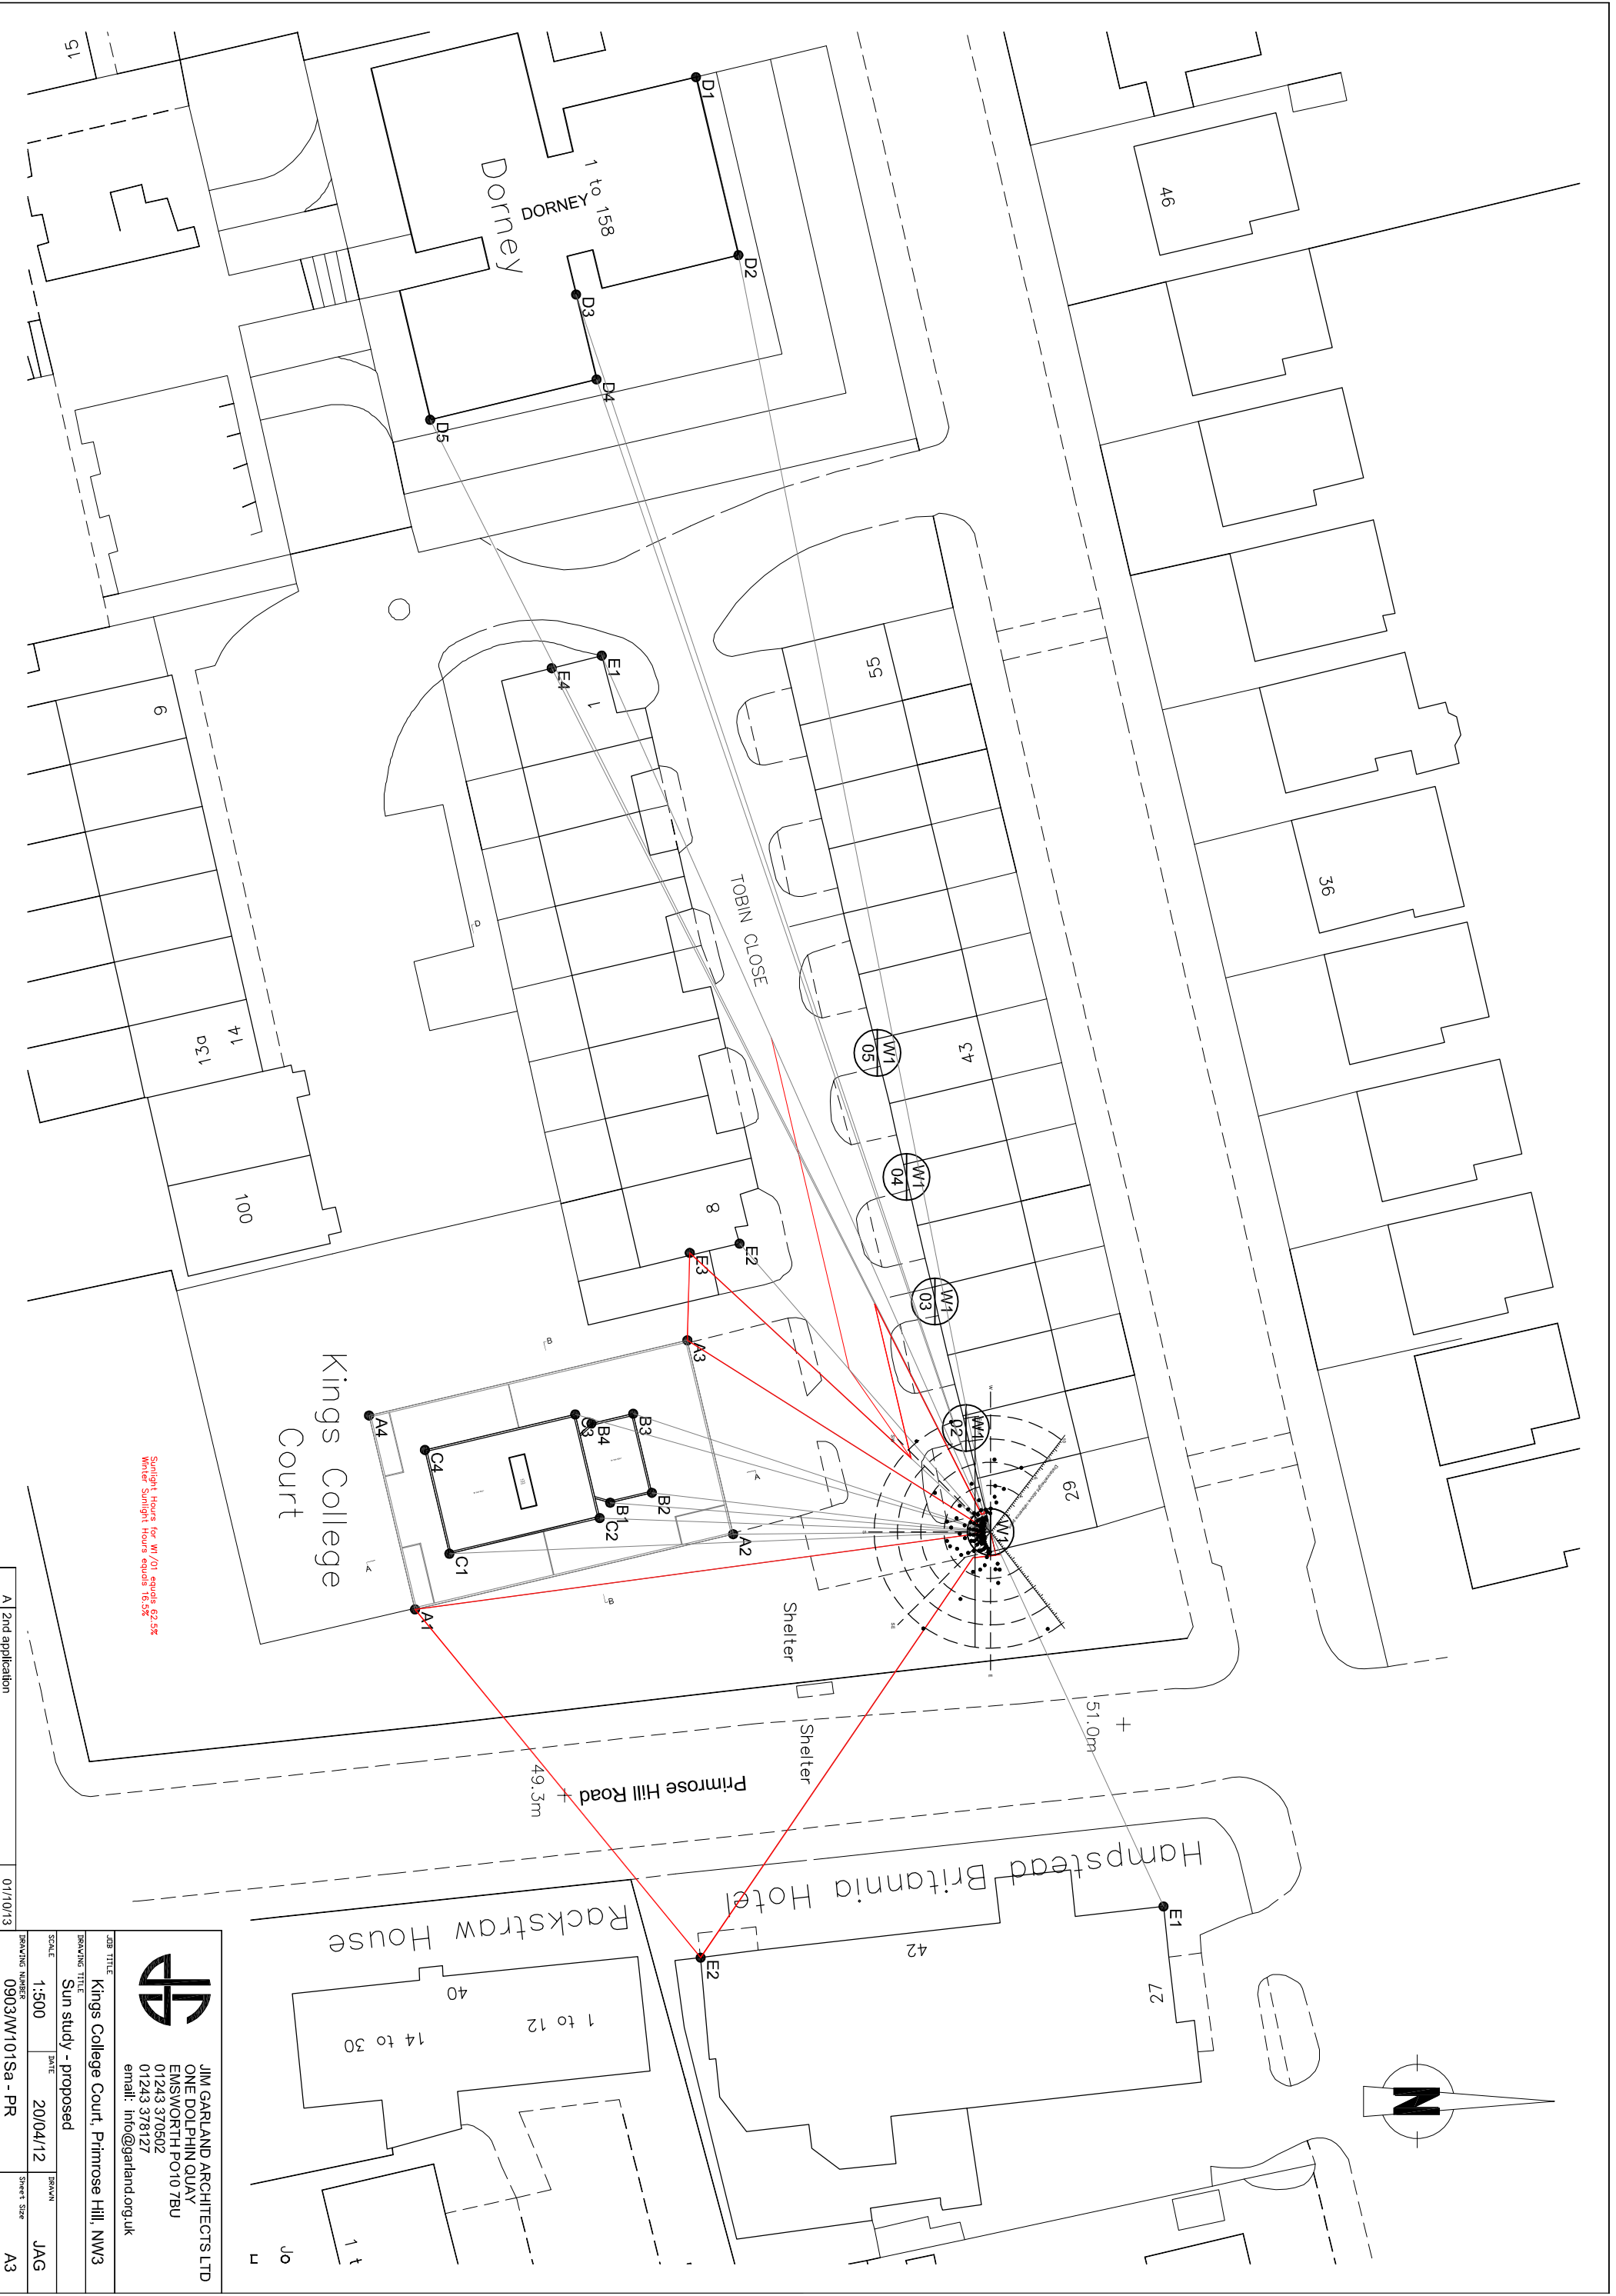 15
46
D1
D2
D3
D4
D5
1 to 158
DORNEY
Dorney
36
55
E1
E4
1
9
TOBIN CLOSE
43
W1
05
W1
04
W1
03
W1
02
W1
29
14
13a
100
8
E2
E3
D
B
B
A
A
A3
A4
A2
A1
B3
B4
B2
B1
C3
C4
C2
C1
Kings College
Court
Shelter
Shelter
51.0m
49.3m
Primrose Hill Road
Hampstead Britannia Hotel
Rackstraw House
E1
E2
42
27
40
1 to 12
14 to 30
N
1 t
Jo
Sunlight Hours for W1/01 equals 62.5%
Winter Sunlight Hours equals 16.5%
A 2nd application 01/10/13
JIM GARLAND ARCHITECTS LTD
ONE DOLPHIN QUAY
EMSWORTH PO10 7BU
01243 370502
01243 378127
email: info@garland.org.uk
JOB TITLE
Kings College Court, Primrose Hill, NW3
DRAWING TITLE
Sun study - proposed
SCALE
1:500
DATE
20/04/12
DRAWN
JAG
DRAWING NUMBER
0903/W101Sa - PR
Sheet Size
A3